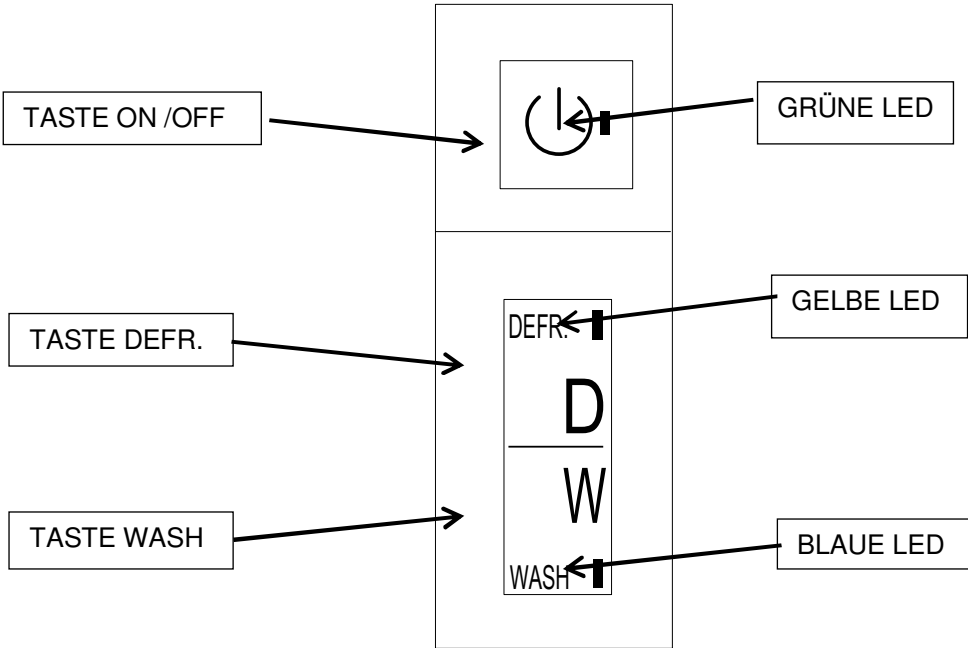 TASTE ON /OFF
GRÜNE LED
TASTE DEFR.
DEFR.
GELBE LED
D
W
TASTE WASH
WASH
BLAUE LED